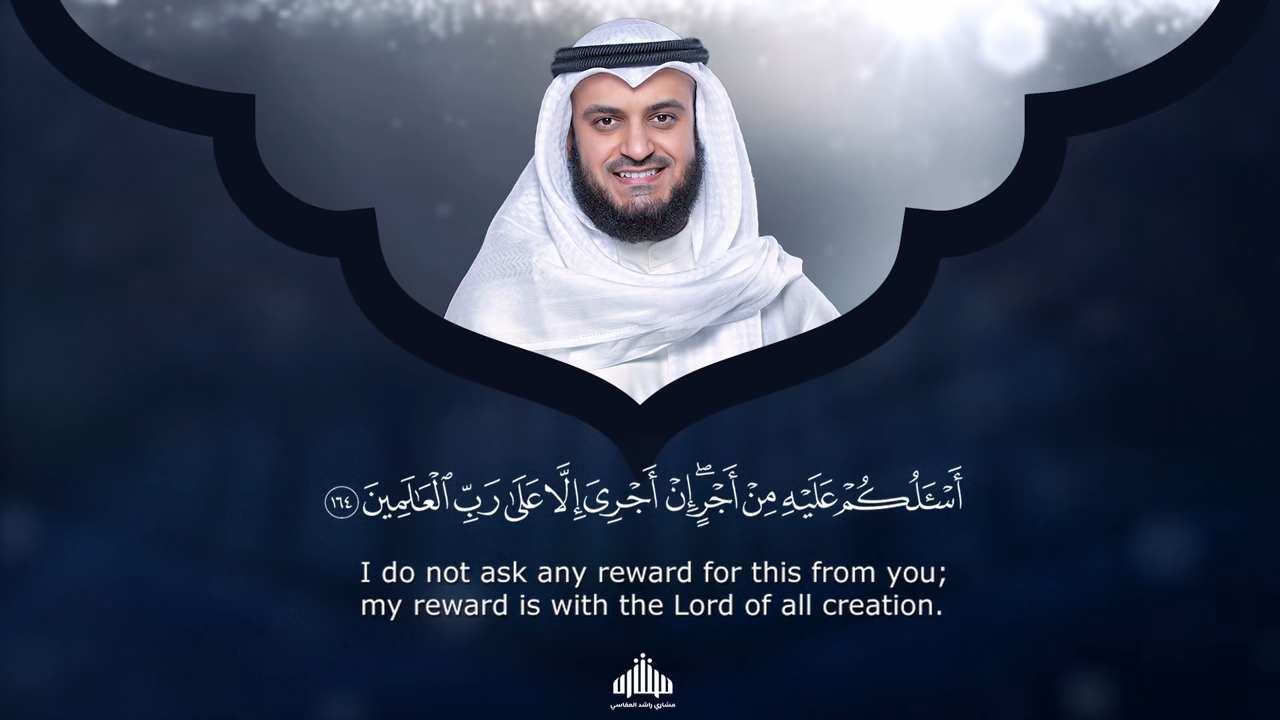 أَسْـَٔلُكُمْ عَلَيْهِ مِنْ أَجْرٍ ۖ إِنْ أَجْرِىَ إِلَّا عَلَىٰ رَبِّ ٱلْعَٰلَمِينَ ١٦٤
I do not ask any reward for this from you;
my reward is with the Lord of all creation.
مشاري راشد العفاسي